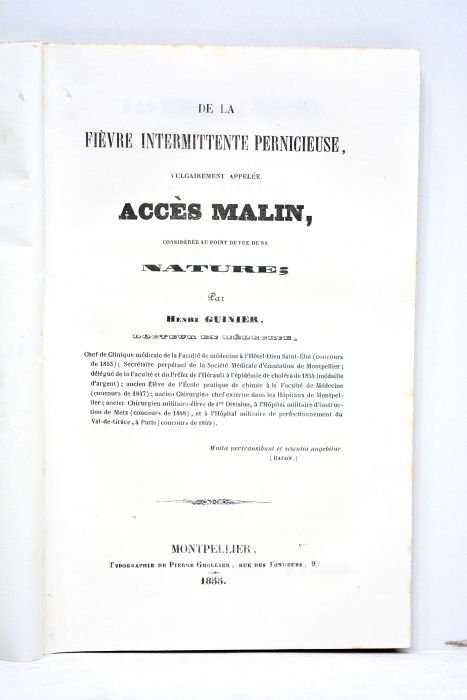 DE LA
FIÈVRE INTERMITTENTE PERNICIEUSE,
VULGAIREMENT APPELÉE
ACCÈS MALIN,
CONSIDÉRÉE AU POINT DE VUE DE SA
NATURE;
Par
HENRI GUINIER,
DOCTEUR EN MÉDECINE,
Chef de Clinique médicale de la Faculté de médecine à l'Hôtel-Dieu Saint-Éloi (concours
de 1853); Secrétaire perpétuel de la Société Médicale d'émulation de Montpellier;
délégué de la Faculté et du Préfet de l'Hérault à l'épidémie de choléra de 1854 (médaille
d'argent); ancien Élève de l'École pratique de chimie à la Faculté de Médecine
(concours de 1847); ancien Chirurgien chef externe dans les Hôpitaux de Montpel-
lier; ancien Chirurgien-militaire-élève de 1re Division, à l'Hôpital militaire d'instruc-
tion de Metz (concours de 1848), et à l'Hôpital militaire de perfectionnement du
Val-de-Grâce, à Paris (concours de 1849).
Multa pertransibunt et scientia augebitur.
(BACON.)
MONTPELLIER,
TYPOGRAPHIE DE PIERRE GROLLIER, RUE DES TONDEURS, 9.
1855.